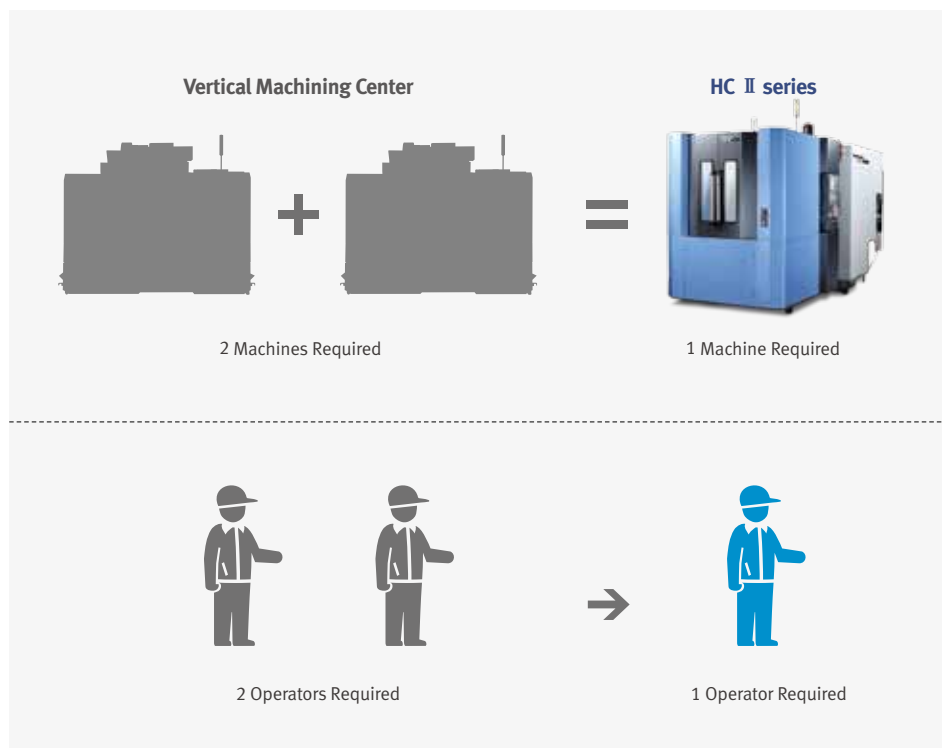 Vertical Machining Center
HC Ⅱ series
2 Machines Required
1 Machine Required
2 Operators Required
1 Operator Required